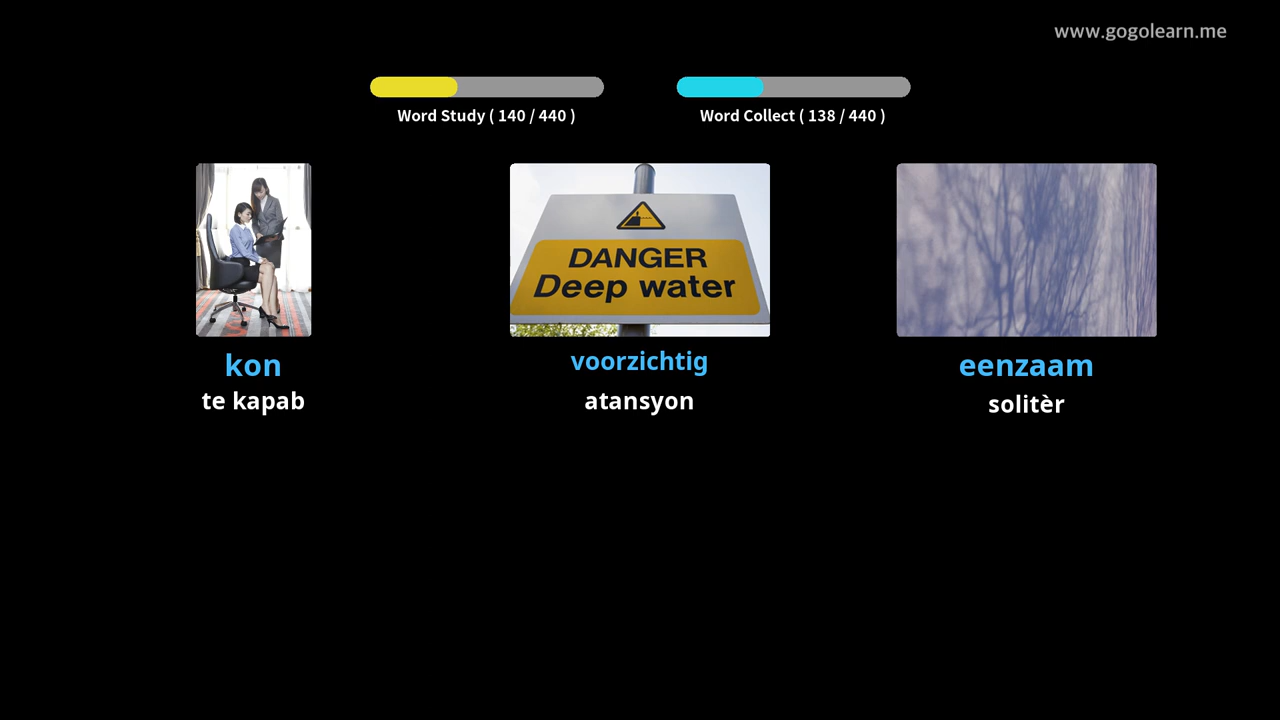 www.gogolearn.me
Word Study ( 140 / 440 )
Word Collect ( 138 / 440 )
DANGER
Deep water
kon
te kapab
voorzichtig
atansyon
eenzaam
solitèr